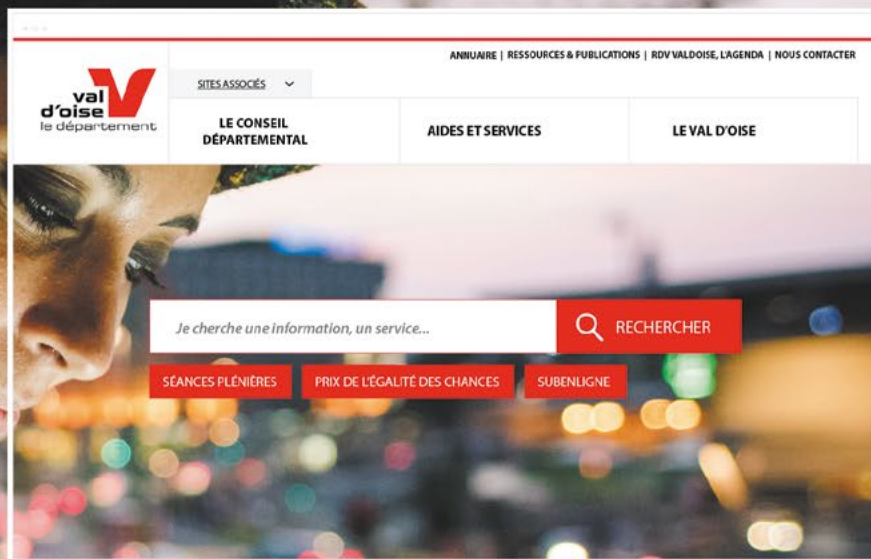 ANNUAIRE | RESSOURCES & PUBLICATIONS | RDV VALDOISE, L'AGENDA | NOUS CONTACTER
SITES ASSOCIÉS
val
d'oise
le département
LE CONSEIL
DÉPARTEMENTAL
AIDES ET SERVICES
LE VAL D'OISE
Je cherche une information, un service...
RECHERCHER
SÉANCES PLÉNIÈRES
PRIX DE L'ÉGALITÉ DES CHANCES
SUBENLIGNE